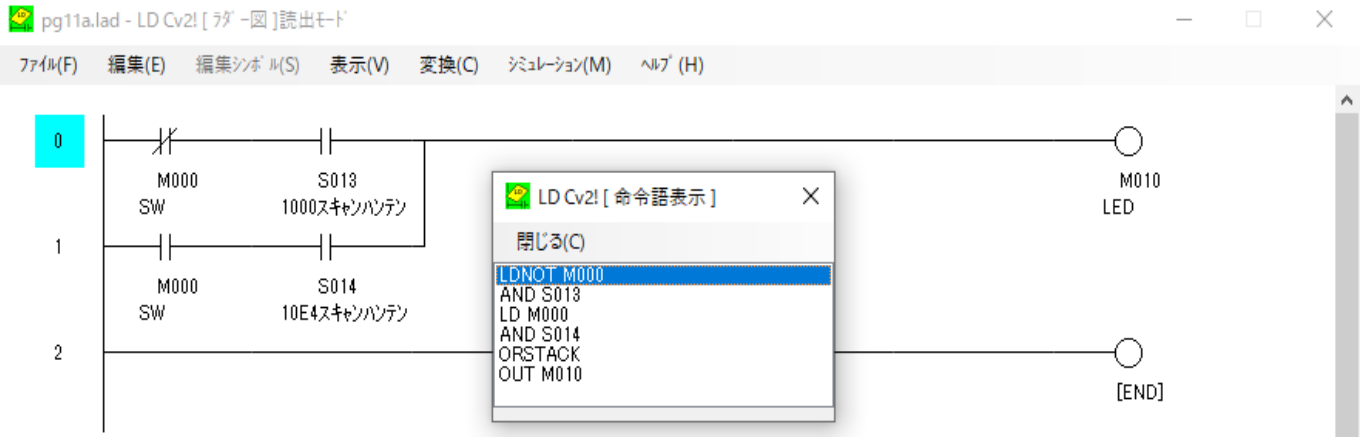 pg11a.lad - LD Cv2! [ ﾗﾀﾞｰ図 ]読出ﾓｰﾄﾞ
ﾌｧｲﾙ(F) 編集(E) 編集ｼﾝﾎﾞﾙ(S) 表示(V) 変換(C) ｼﾐｭﾚｰｼｮﾝ(M) ﾍﾙﾌﾟ(H)
0
M000 S013 M010
SW 1000ｽｷｬﾝﾊﾝﾃﾝ LED
1
M000 S014
SW 10E4ｽｷｬﾝﾊﾝﾃﾝ
2
[END]
LD Cv2! [ 命令語表示 ]
閉じる(C)
LDNOT M000
AND S013
LD M000
AND S014
ORSTACK
OUT M010